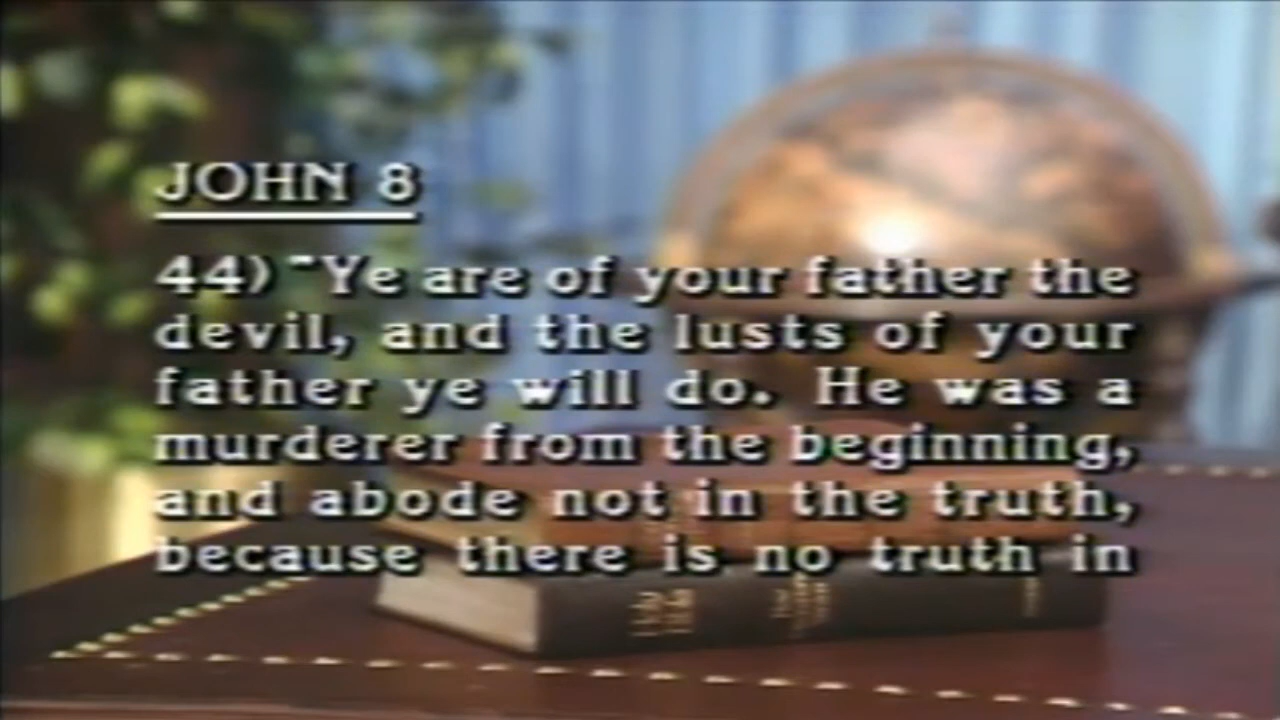 JOHN 8
44) "Ye are of your father the
devil, and the lusts of your
father ye will do. He was a
murderer from the beginning,
and abode not in the truth,
because there is no truth in